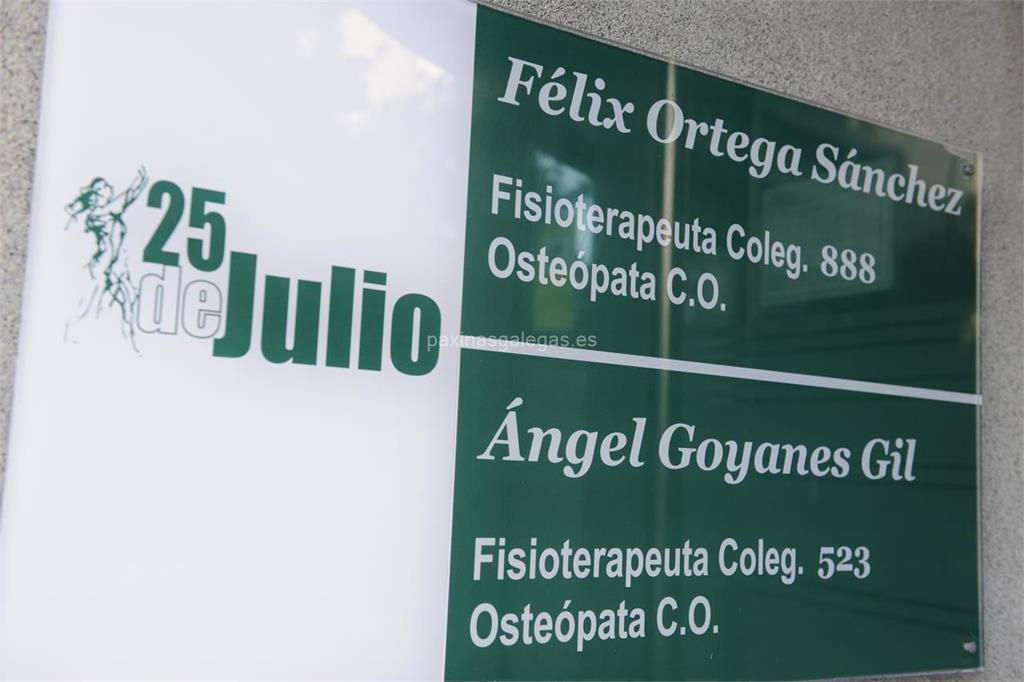 25
de Julio
Félix Ortega Sánchez
Fisioterapeuta Coleg. 888
Osteópata C.O.
Ángel Goyanes Gil
Fisioterapeuta Coleg. 523
Osteópata C.O.
paxinasgalegas.es